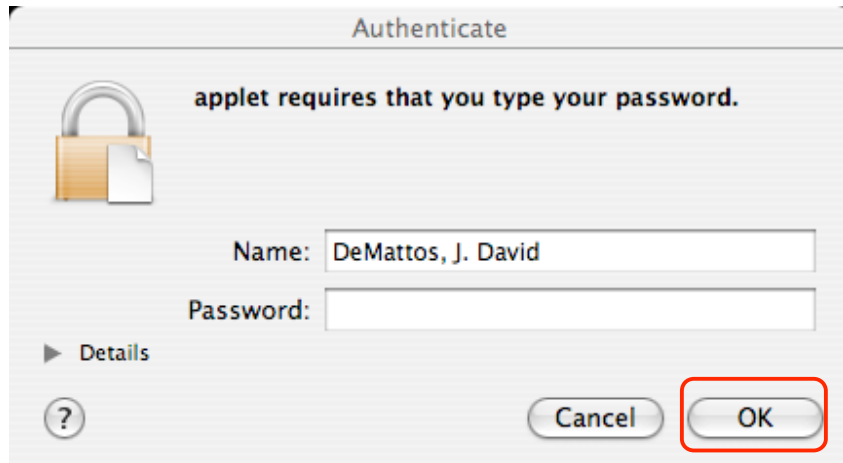 Authenticate
applet requires that you type your password.
Name: DeMattos, J. David
Password:
Details
? Cancel OK